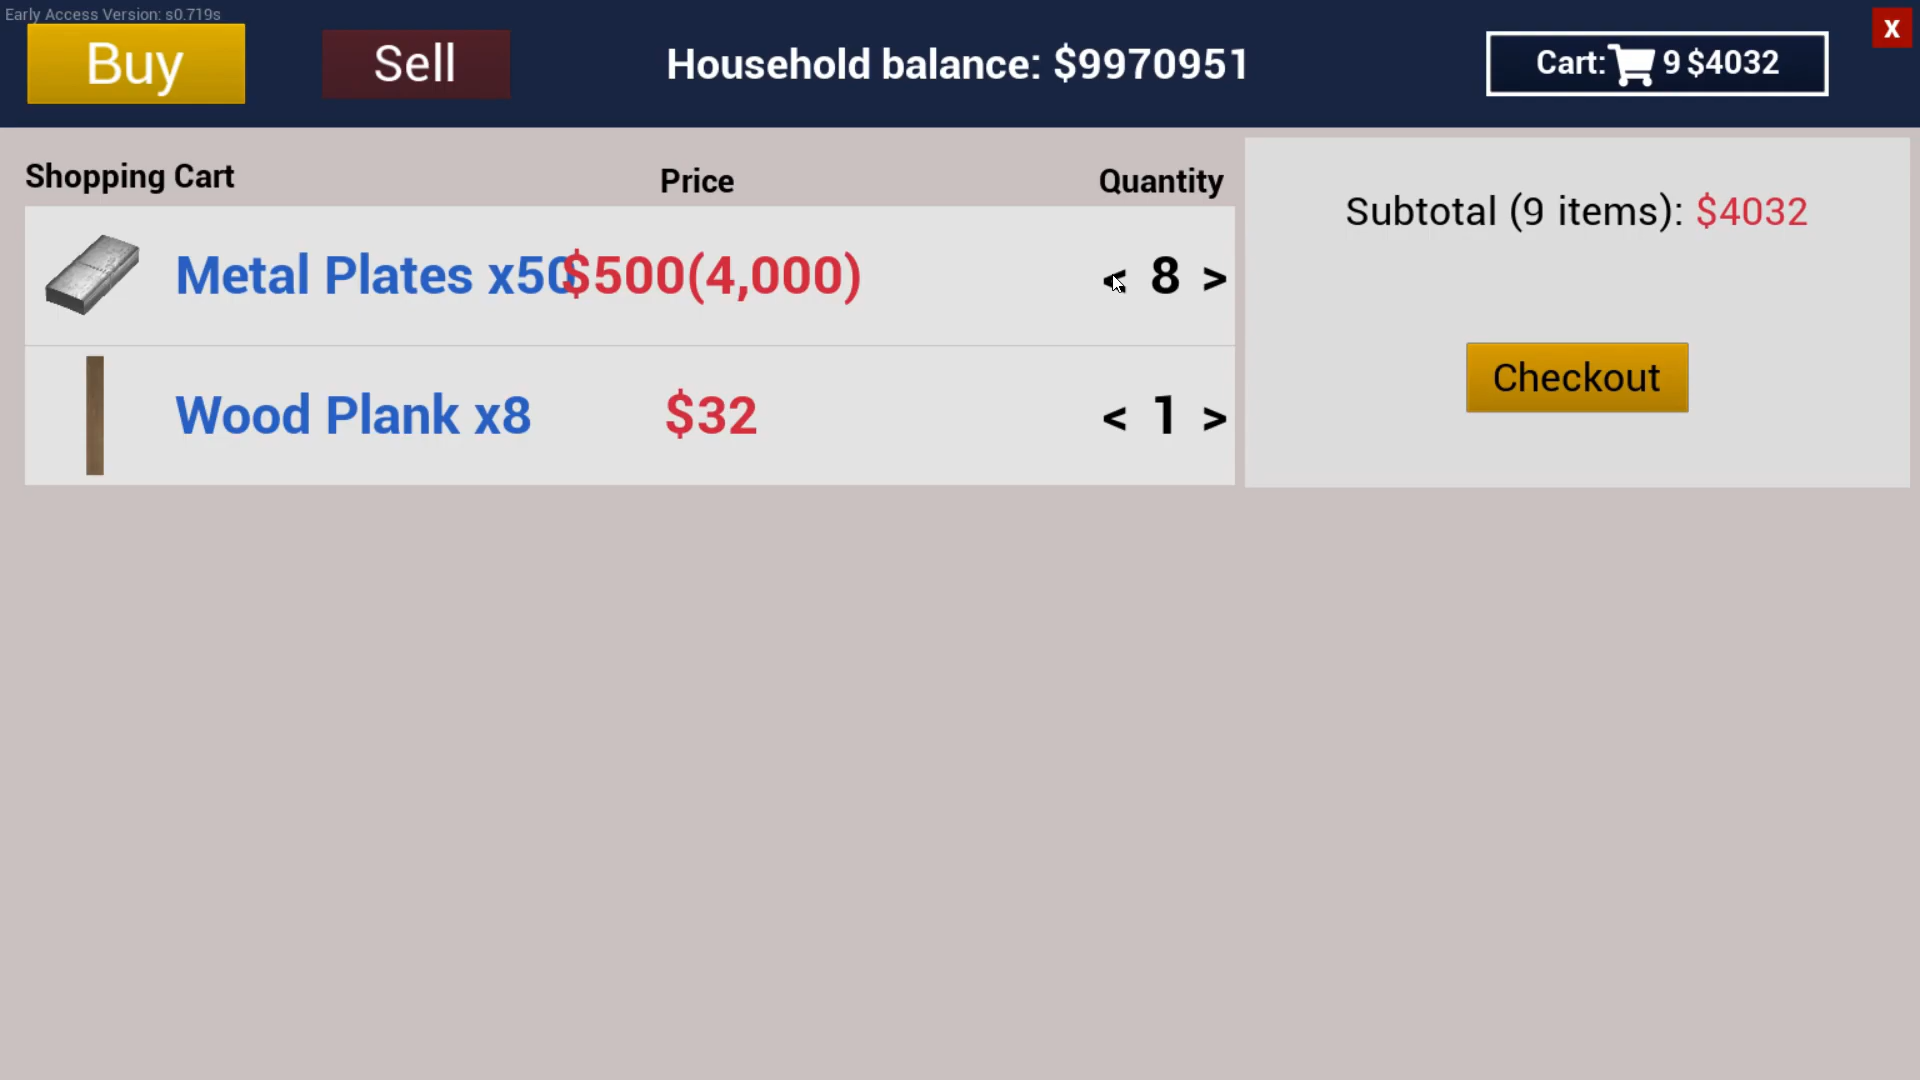 Early Access Version: s0.719s
Buy
Sell
Household balance: $9970951
Cart: 9 $4032
X
Shopping Cart
Price
Quantity
Metal Plates x50
$500(4,000)
< 8 >
Wood Plank x8
$32
< 1 >
Subtotal (9 items): $4032
Checkout